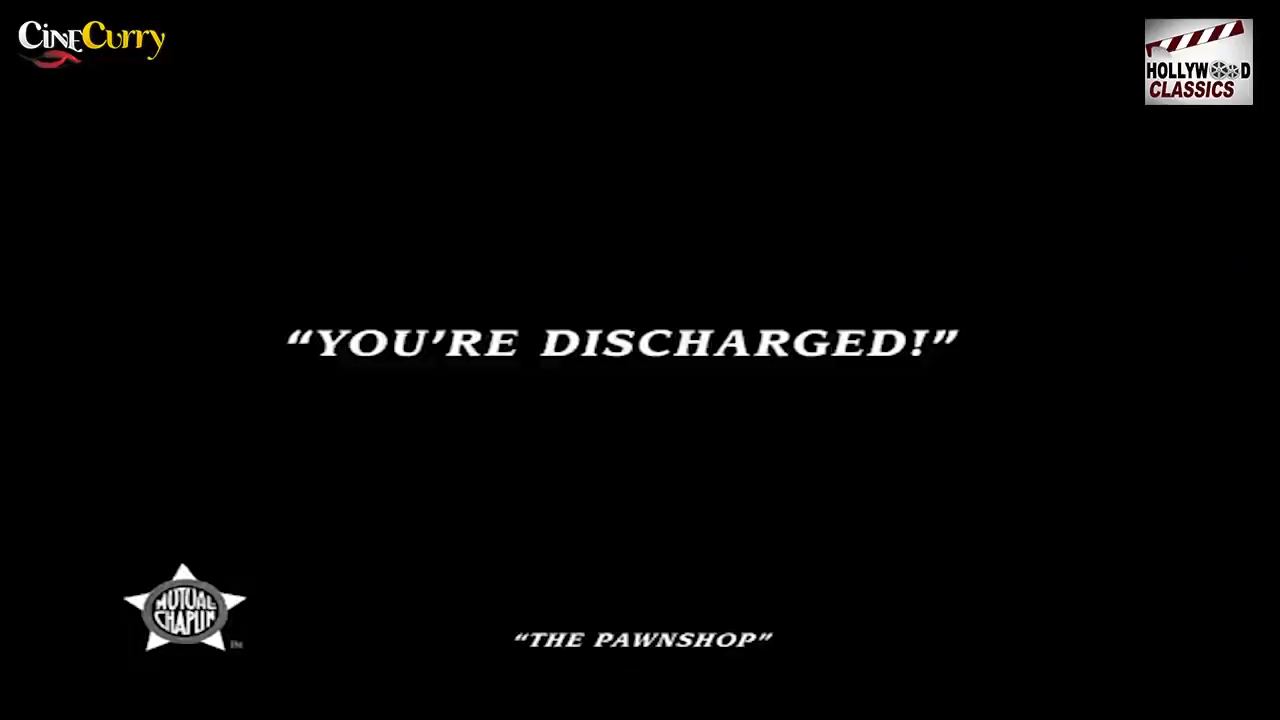 CineCurry
HOLLYWOOD
CLASSICS
“YOU’RE DISCHARGED!”
MUTUAL
CHAPLIN
“THE PAWNSHOP”